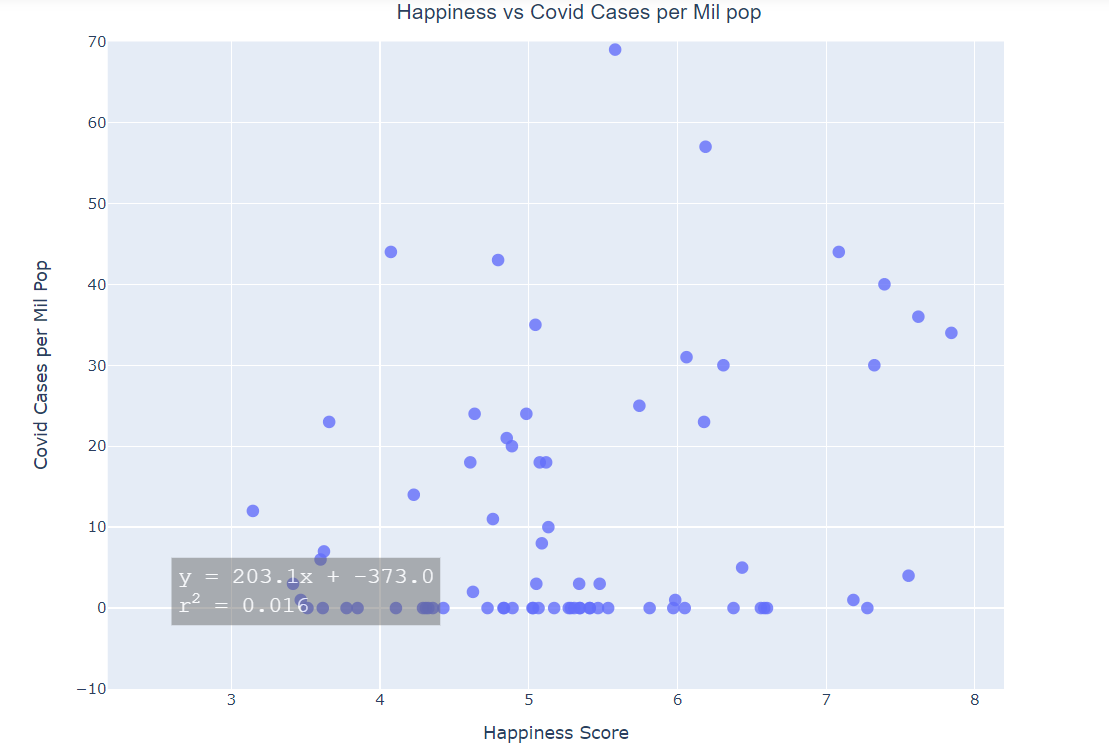 Happiness vs Covid Cases per Mil pop
70
60
50
40
30
20
10
0
−10
Covid Cases per Mil Pop
y = 203.1x + -373.0
r² = 0.016
3 4 5 6 7 8
Happiness Score